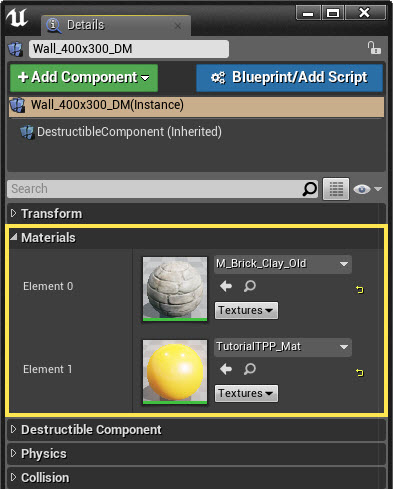 Details
Wall_400x300_DM
+ Add Component
Blueprint/Add Script
Wall_400x300_DM(Instance)
DestructibleComponent (Inherited)
Search
Transform
Materials
Element 0
M_Brick_Clay_Old
Textures
Element 1
TutorialTPP_Mat
Textures
Destructible Component
Physics
Collision